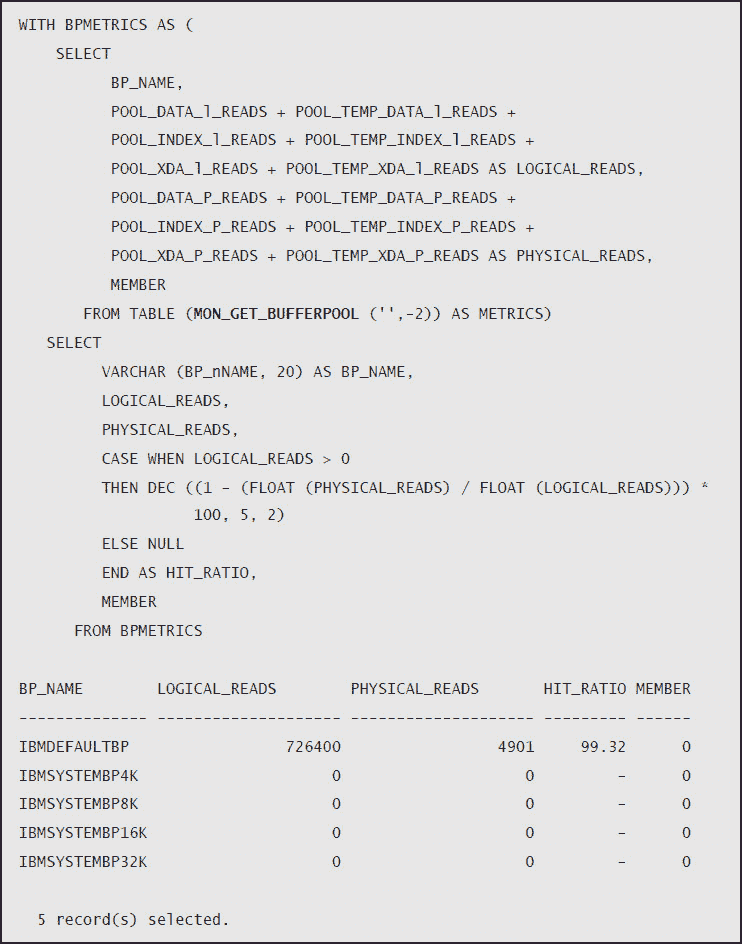 WITH BPMETRICS AS (
SELECT
BP_NAME,
POOL_DATA_l_READS + POOL_TEMP_DATA_l_READS +
POOL_INDEX_l_READS + POOL_TEMP_INDEX_l_READS +
POOL_XDA_l_READS + POOL_TEMP_XDA_l_READS AS LOGICAL_READS,
POOL_DATA_P_READS + POOL_TEMP_DATA_P_READS +
POOL_INDEX_P_READS + POOL_TEMP_INDEX_P_READS +
POOL_XDA_P_READS + POOL_TEMP_XDA_P_READS AS PHYSICAL_READS,
MEMBER
FROM TABLE (MON_GET_BUFFERPOOL ('',-2)) AS METRICS)
SELECT
VARCHAR (BP_nNAME, 20) AS BP_NAME,
LOGICAL_READS,
PHYSICAL_READS,
CASE WHEN LOGICAL_READS > 0
THEN DEC ((1 – (FLOAT (PHYSICAL_READS) / FLOAT (LOGICAL_READS))) *
100, 5, 2)
ELSE NULL
END AS HIT_RATIO,
MEMBER
FROM BPMETRICS
BP_NAME LOGICAL_READS PHYSICAL_READS HIT_RATIO MEMBER
-------------- -------------------- -------------------- --------- ------
IBMDEFAULTBP 726400 4901 99.32 0
IBMSYSTEMBP4K 0 0 – 0
IBMSYSTEMBP8K 0 0 – 0
IBMSYSTEMBP16K 0 0 – 0
IBMSYSTEMBP32K 0 0 – 0
5 record(s) selected.